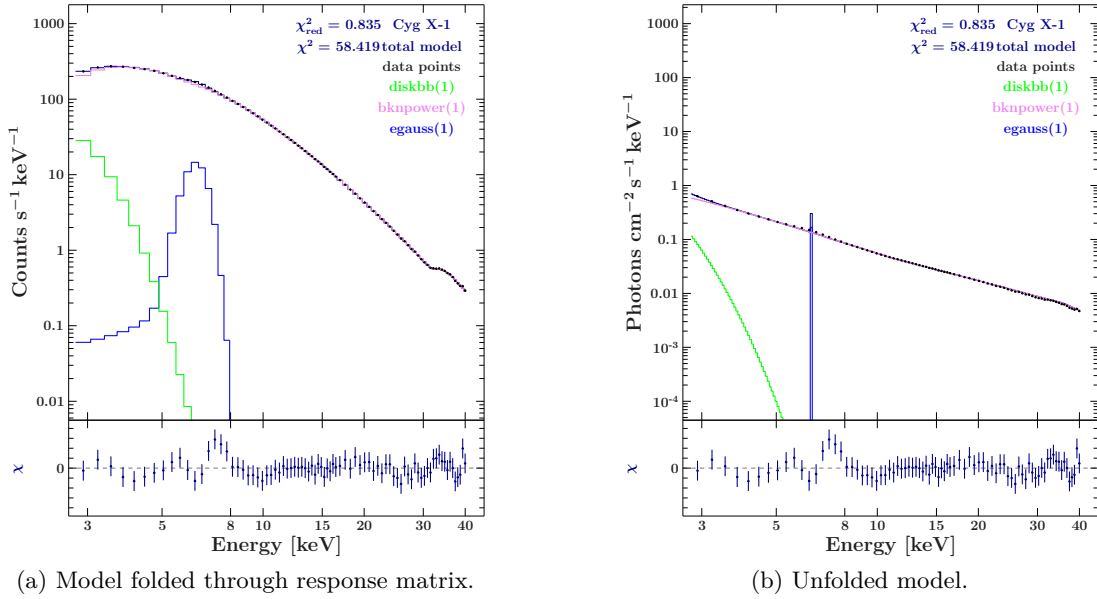 χ²red = 0.835 Cyg X-1
χ² = 58.419 total model
data points
diskbb(1)
bknpower(1)
egauss(1)
1000
100
10
1
0.1
0.01
Counts s⁻¹ keV⁻¹
0
χ
3 5 8 10 15 20 30 40
Energy [keV]
(a) Model folded through response matrix.
χ²red = 0.835 Cyg X-1
χ² = 58.419 total model
data points
diskbb(1)
bknpower(1)
egauss(1)
1000
100
10
1
0.1
0.01
10⁻³
10⁻⁴
Photons cm⁻² s⁻¹ keV⁻¹
0
χ
3 5 8 10 15 20 30 40
Energy [keV]
(b) Unfolded model.